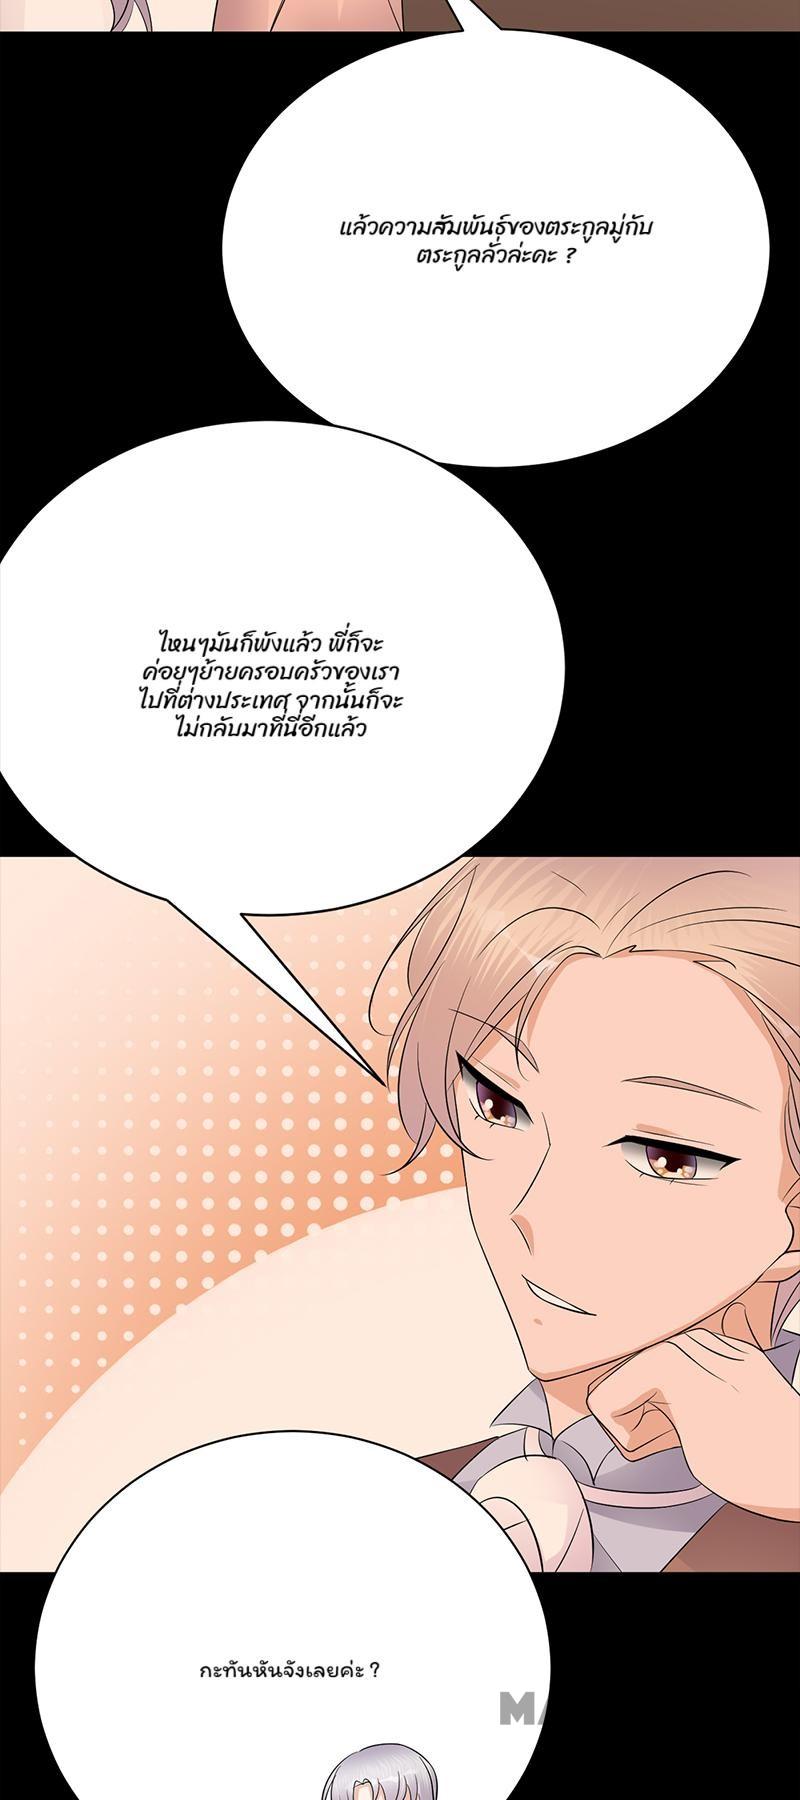 แล้วความสัมพันธ์ของตระกูลมู่กับ
ตระกูลลั่วล่ะคะ ?
ไหนๆมันก็พังแล้ว พี่ก็จะ
ค่อยๆย้ายครอบครัวของเรา
ไปที่ต่างประเทศ จากนั้นก็จะ
ไม่กลับมาที่นี่อีกแล้ว
กะทันหันจังเลยค่ะ ?